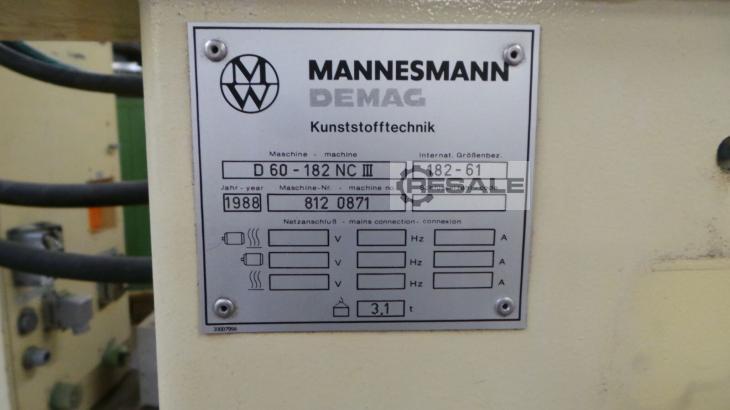 MW
MANNESMANN
DEMAG
Kunststofftechnik
Maschine - machine Internat. Größenbez.
D 60 - 182 NC III 182-61
Jahr - year Maschine-Nr. - machine no.
1988 812 0871
RESALE
Netzanschluß - mains connection - connexion
V Hz A
V Hz A
V Hz A
3,1 t